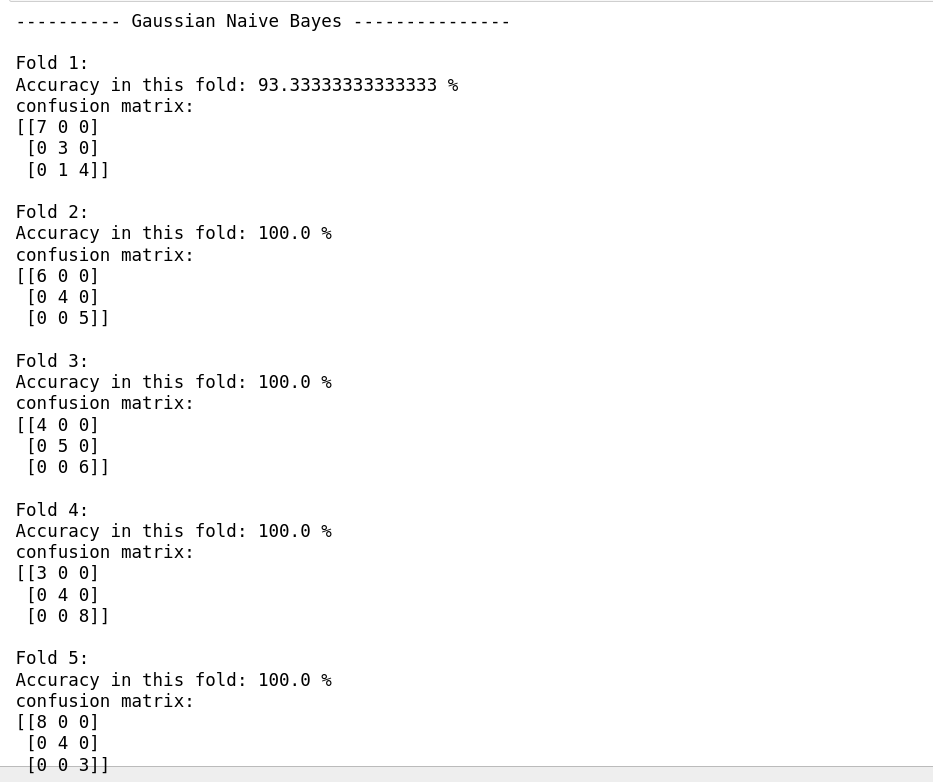 ---------- Gaussian Naive Bayes ---------------
Fold 1:
Accuracy in this fold: 93.33333333333333 %
confusion matrix:
[[7 0 0]
 [0 3 0]
 [0 1 4]]
Fold 2:
Accuracy in this fold: 100.0 %
confusion matrix:
[[6 0 0]
 [0 4 0]
 [0 0 5]]
Fold 3:
Accuracy in this fold: 100.0 %
confusion matrix:
[[4 0 0]
 [0 5 0]
 [0 0 6]]
Fold 4:
Accuracy in this fold: 100.0 %
confusion matrix:
[[3 0 0]
 [0 4 0]
 [0 0 8]]
Fold 5:
Accuracy in this fold: 100.0 %
confusion matrix:
[[8 0 0]
 [0 4 0]
 [0 0 3]]